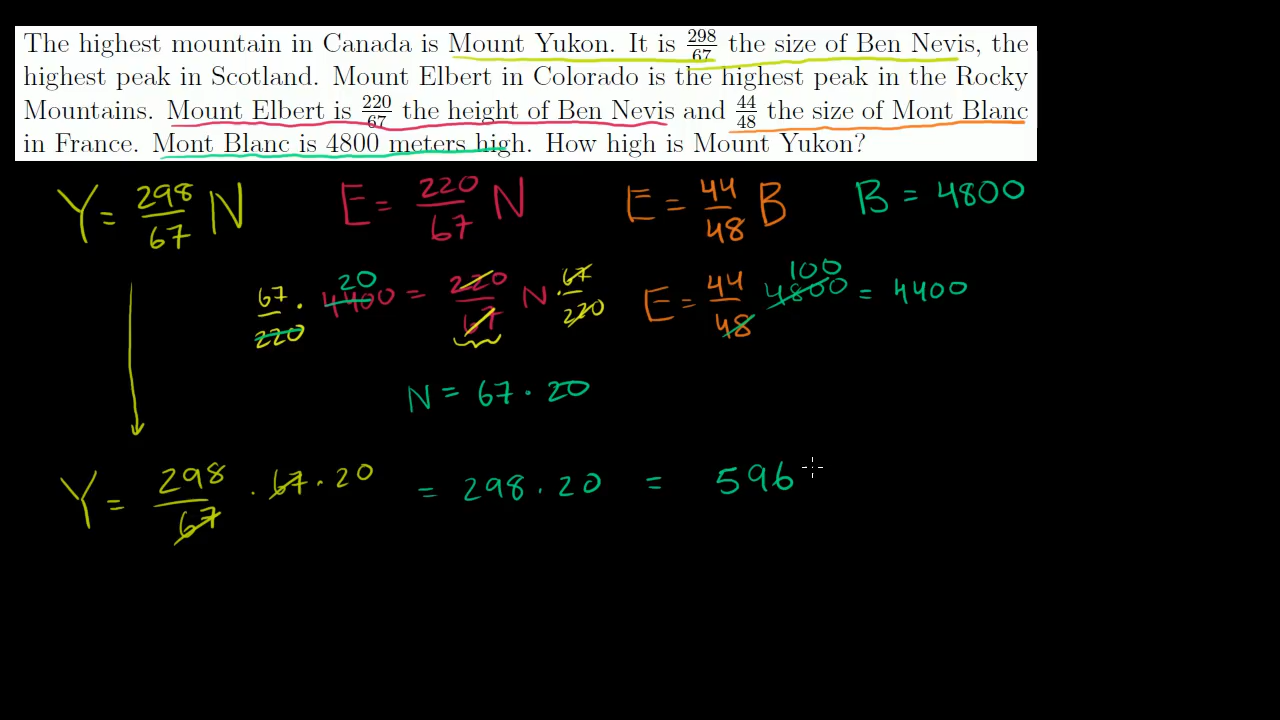 The highest mountain in Canada is Mount Yukon. It is 298/67 the size of Ben Nevis, the
highest peak in Scotland. Mount Elbert in Colorado is the highest peak in the Rocky
Mountains. Mount Elbert is 220/67 the height of Ben Nevis and 44/48 the size of Mont Blanc
in France. Mont Blanc is 4800 meters high. How high is Mount Yukon?
Y = 298/67 N E = 220/67 N E = 44/48 B B = 4800
67/220 · 4400 20 = 220/67 N · 67/220 E = 44/48 4800 100 = 4400
N = 67 · 20
Y = 298/67 · 67 · 20 = 298 · 20 = 596